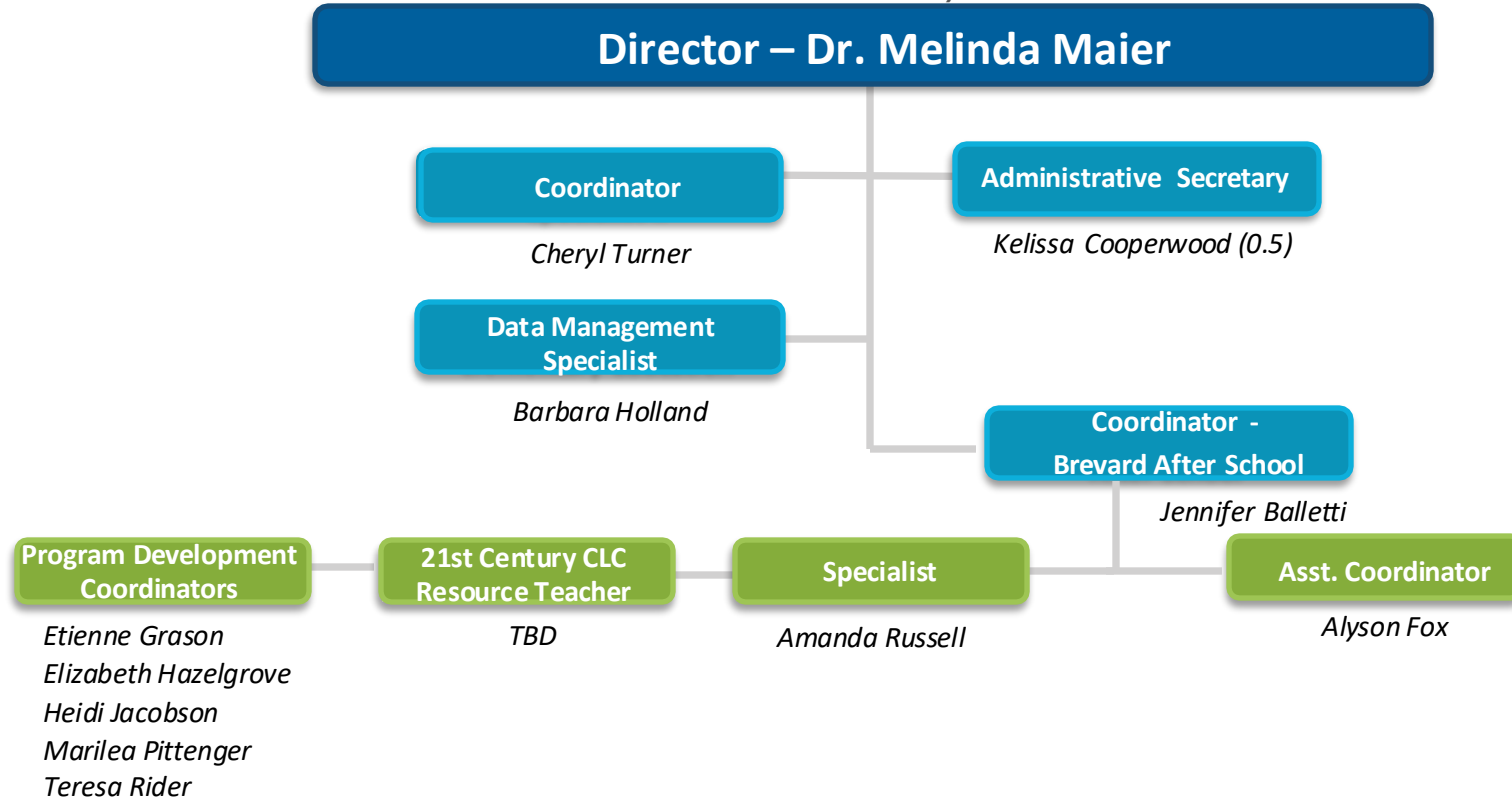 Director – Dr. Melinda Maier
Coordinator
Administrative Secretary
Cheryl Turner
Kelissa Cooperwood (0.5)
Data Management
Specialist
Barbara Holland
Coordinator -
Brevard After School
Jennifer Balletti
Program Development
Coordinators
21st Century CLC
Resource Teacher
Specialist
Asst. Coordinator
Etienne Grason
Elizabeth Hazelgrove
Heidi Jacobson
Marilea Pittenger
Teresa Rider
TBD
Amanda Russell
Alyson Fox